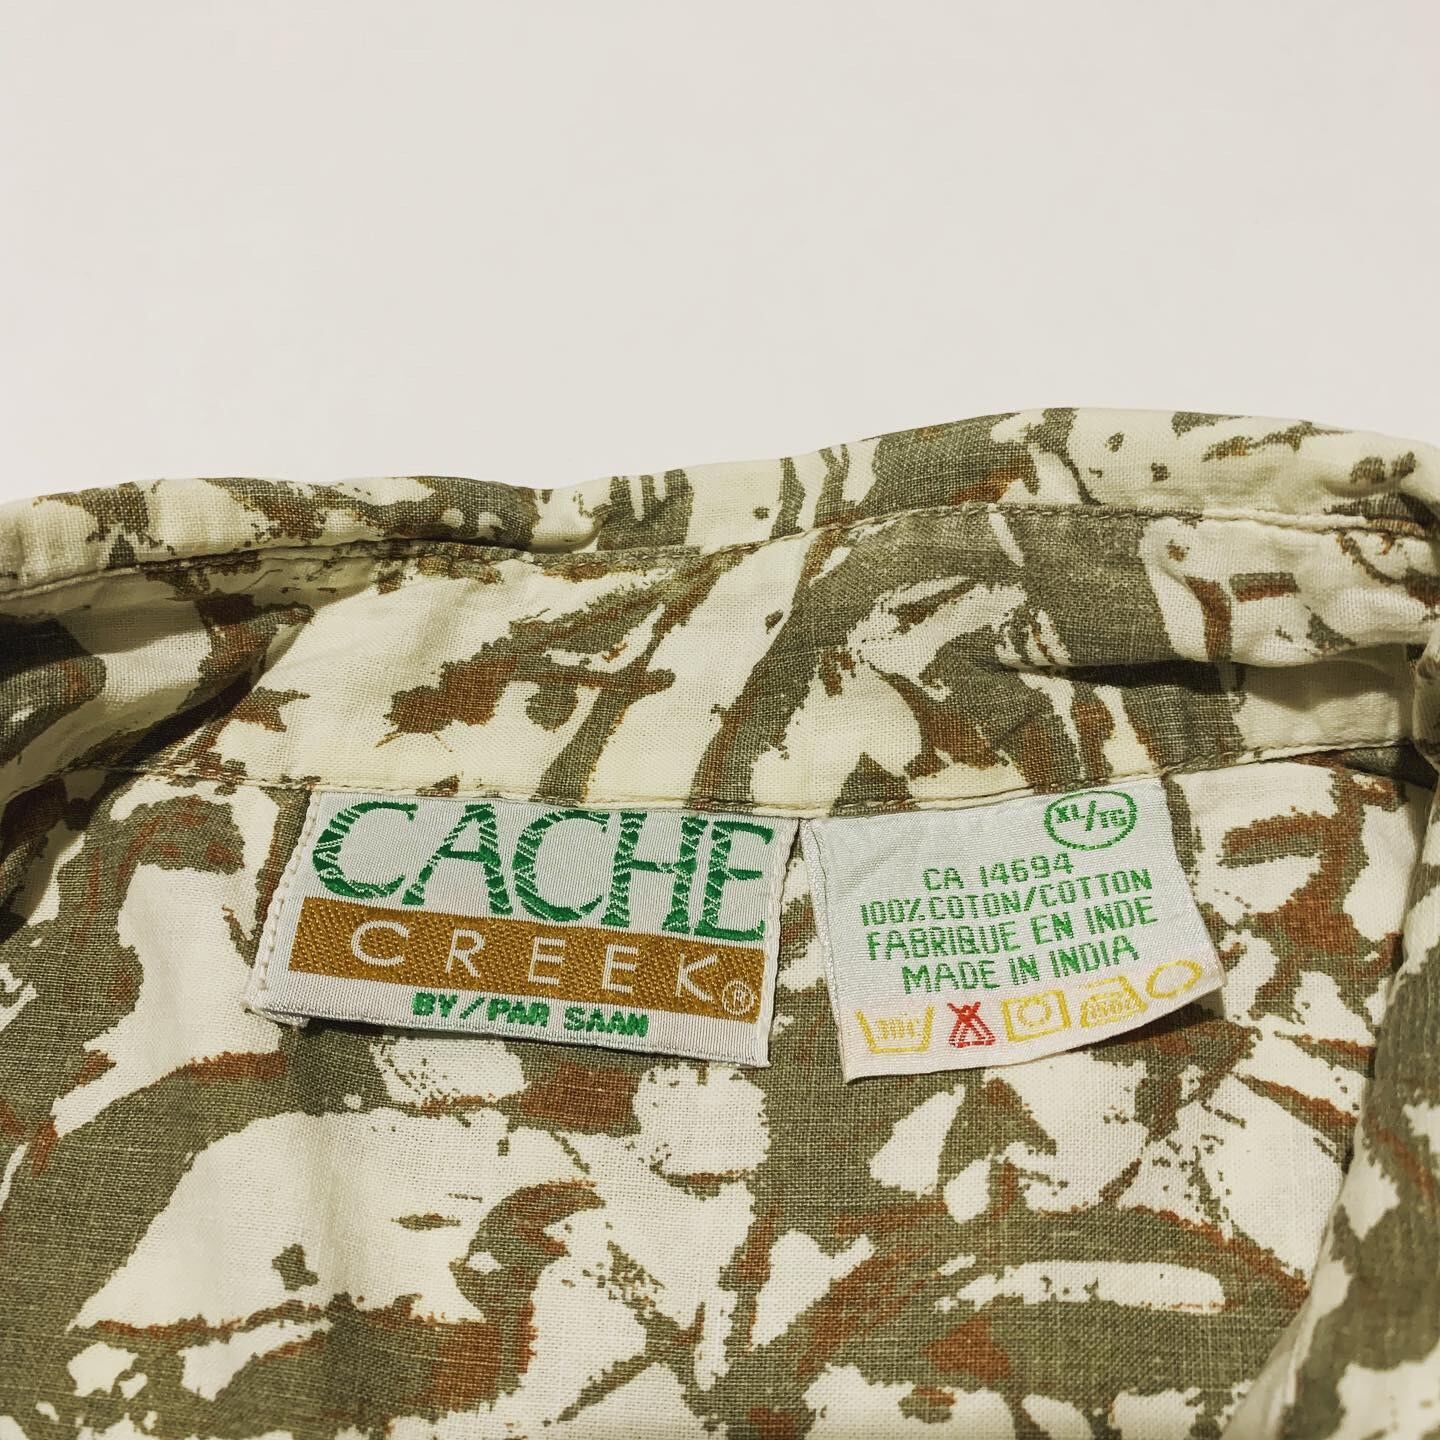 CACHE
CREEK®
BY/PAR SAAN
XL/TG
CA 14694
100% COTON/COTTON
FABRIQUE EN INDE
MADE IN INDIA